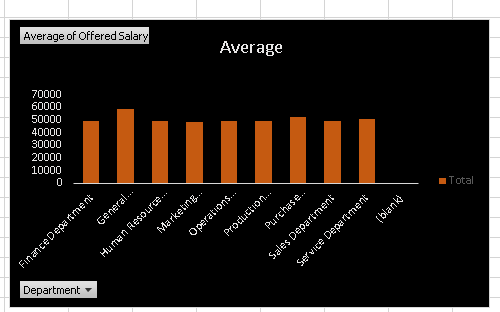 Average of Offered Salary
Average
70000
60000
50000
40000
30000
20000
10000
0
Finance Department
General...
Human Resource...
Marketing...
Operations...
Production...
Purchase...
Sales Department
Service Department
(blank)
Total
Department